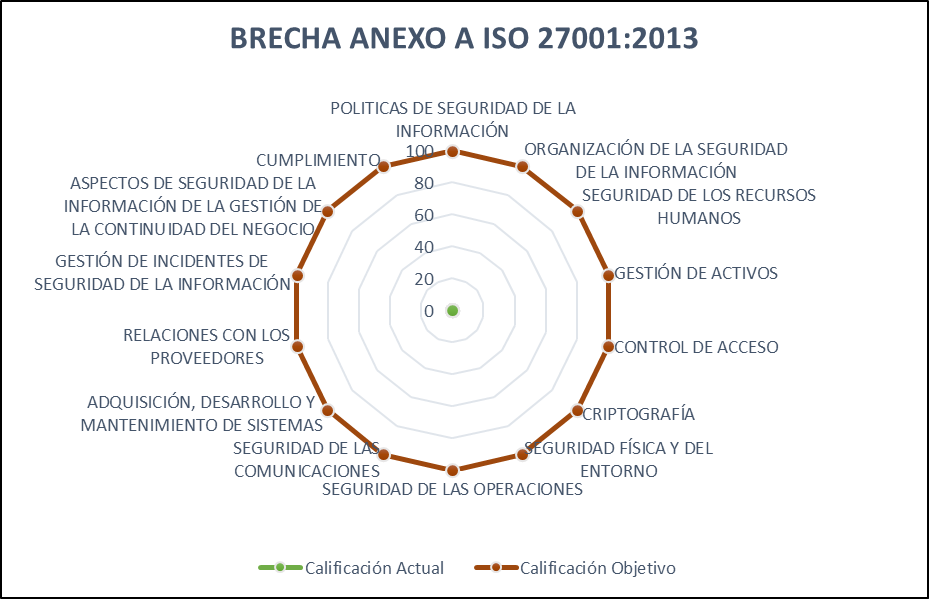 BRECHA ANEXO A ISO 27001:2013
POLITICAS DE SEGURIDAD DE LA
INFORMACIÓN
ORGANIZACIÓN DE LA SEGURIDAD
DE LA INFORMACIÓN
SEGURIDAD DE LOS RECURSOS
HUMANOS
GESTIÓN DE ACTIVOS
CONTROL DE ACCESO
CRIPTOGRAFÍA
SEGURIDAD FÍSICA Y DEL
ENTORNO
SEGURIDAD DE LAS OPERACIONES
SEGURIDAD DE LAS
COMUNICACIONES
ADQUISICIÓN, DESARROLLO Y
MANTENIMIENTO DE SISTEMAS
RELACIONES CON LOS
PROVEEDORES
GESTIÓN DE INCIDENTES DE
SEGURIDAD DE LA INFORMACIÓN
ASPECTOS DE SEGURIDAD DE LA
INFORMACIÓN DE LA GESTIÓN DE
LA CONTINUIDAD DEL NEGOCIO
CUMPLIMIENTO
100
80
60
40
20
0
Calificación Actual
Calificación Objetivo